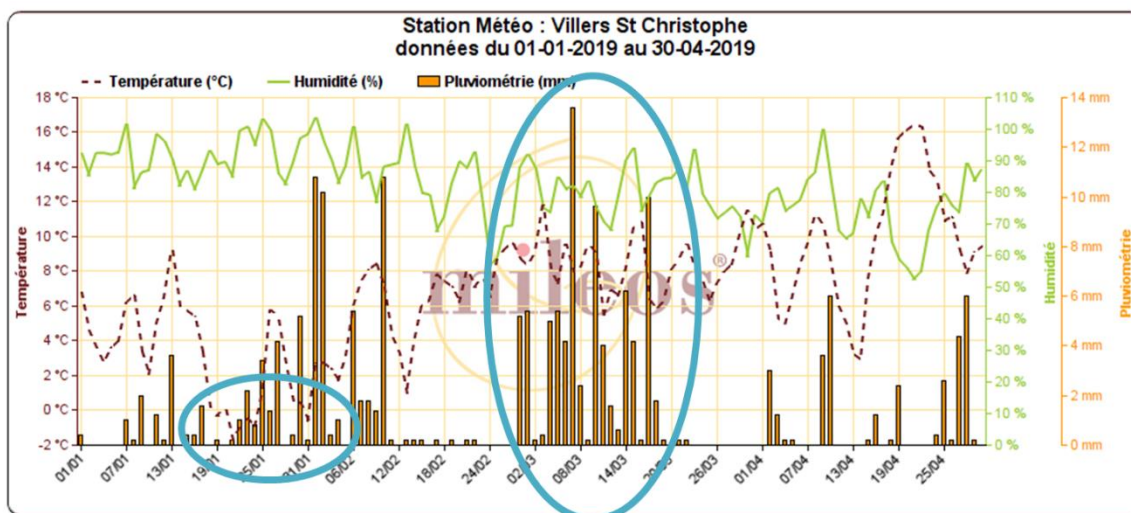 Station Météo : Villers St Christophe
données du 01-01-2019 au 30-04-2019
Température (°C) Humidité (%) Pluviométrie (mm)
18 °C 110 % 14 mm
16 °C 100 % 12 mm
14 °C 90 % 10 mm
12 °C 80 % 8 mm
10 °C 70 % 6 mm
8 °C 60 % 4 mm
6 °C 50 % 2 mm
4 °C 40 % 0 mm
2 °C 30 %
0 °C 20 %
-2 °C 10 %
0 %
Température
Humidité
Pluviométrie
mileos®
01/01 07/01 13/01 19/01 25/01 31/01 06/02 12/02 18/02 24/02 02/03 08/03 14/03 20/03 26/03 01/04 07/04 13/04 19/04 25/04